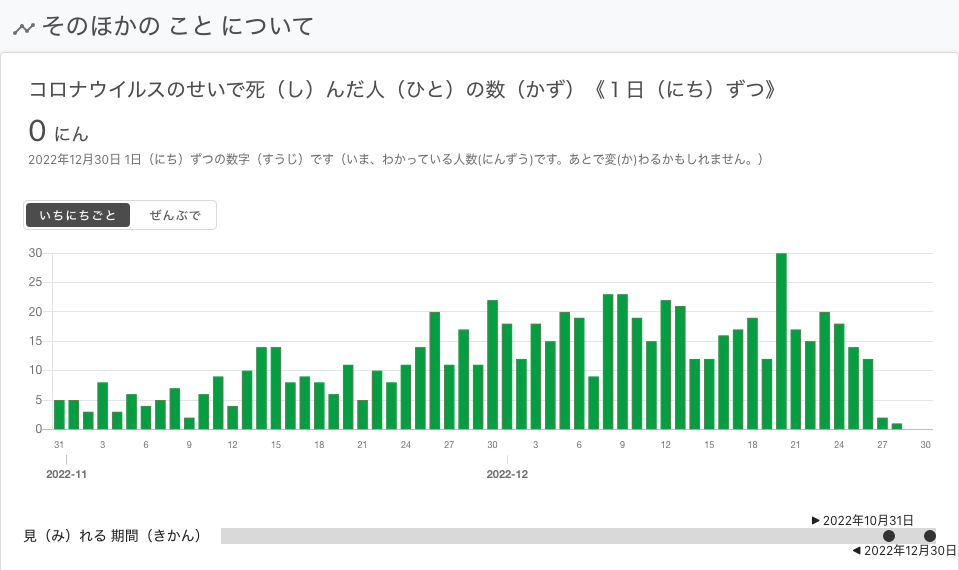 そのほかの こと について
コロナウイルスのせいで死（し）んだ人（ひと）の数（かず）《１日（にち）ずつ》
0 にん
2022年12月30日 1日（にち）ずつの数字（すうじ）です（いま、わかっている人数(にんずう)です。あとで変(か)わるかもしれません。）
いちにちごと ぜんぶで
30
25
20
15
10
5
0
31 3 6 9 12 15 18 21 24 27 30 3 6 9 12 15 18 21 24 27 30
2022-11 2022-12
▶ 2022年10月31日
見（み）れる 期間（きかん）
◀ 2022年12月30日